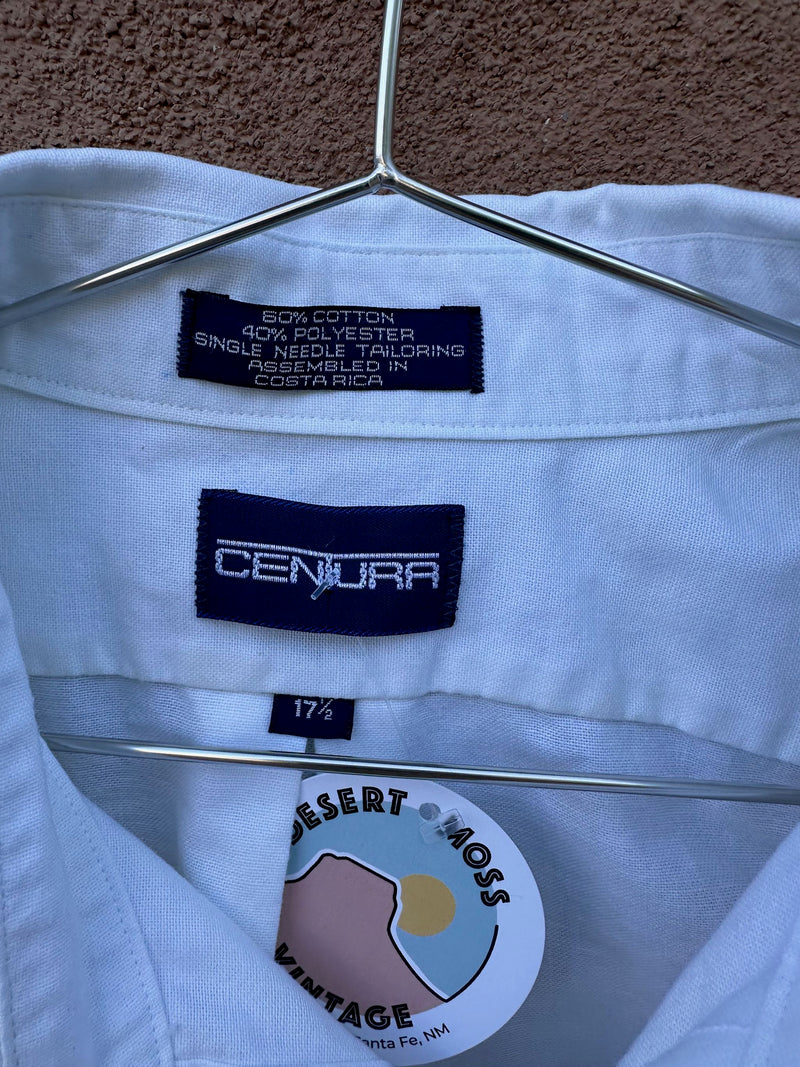 60% COTTON
40% POLYESTER
SINGLE NEEDLE TAILORING
ASSEMBLED IN
COSTA RICA
CENTURA
17½
DESERT MOSS
VINTAGE
Santa Fe, NM